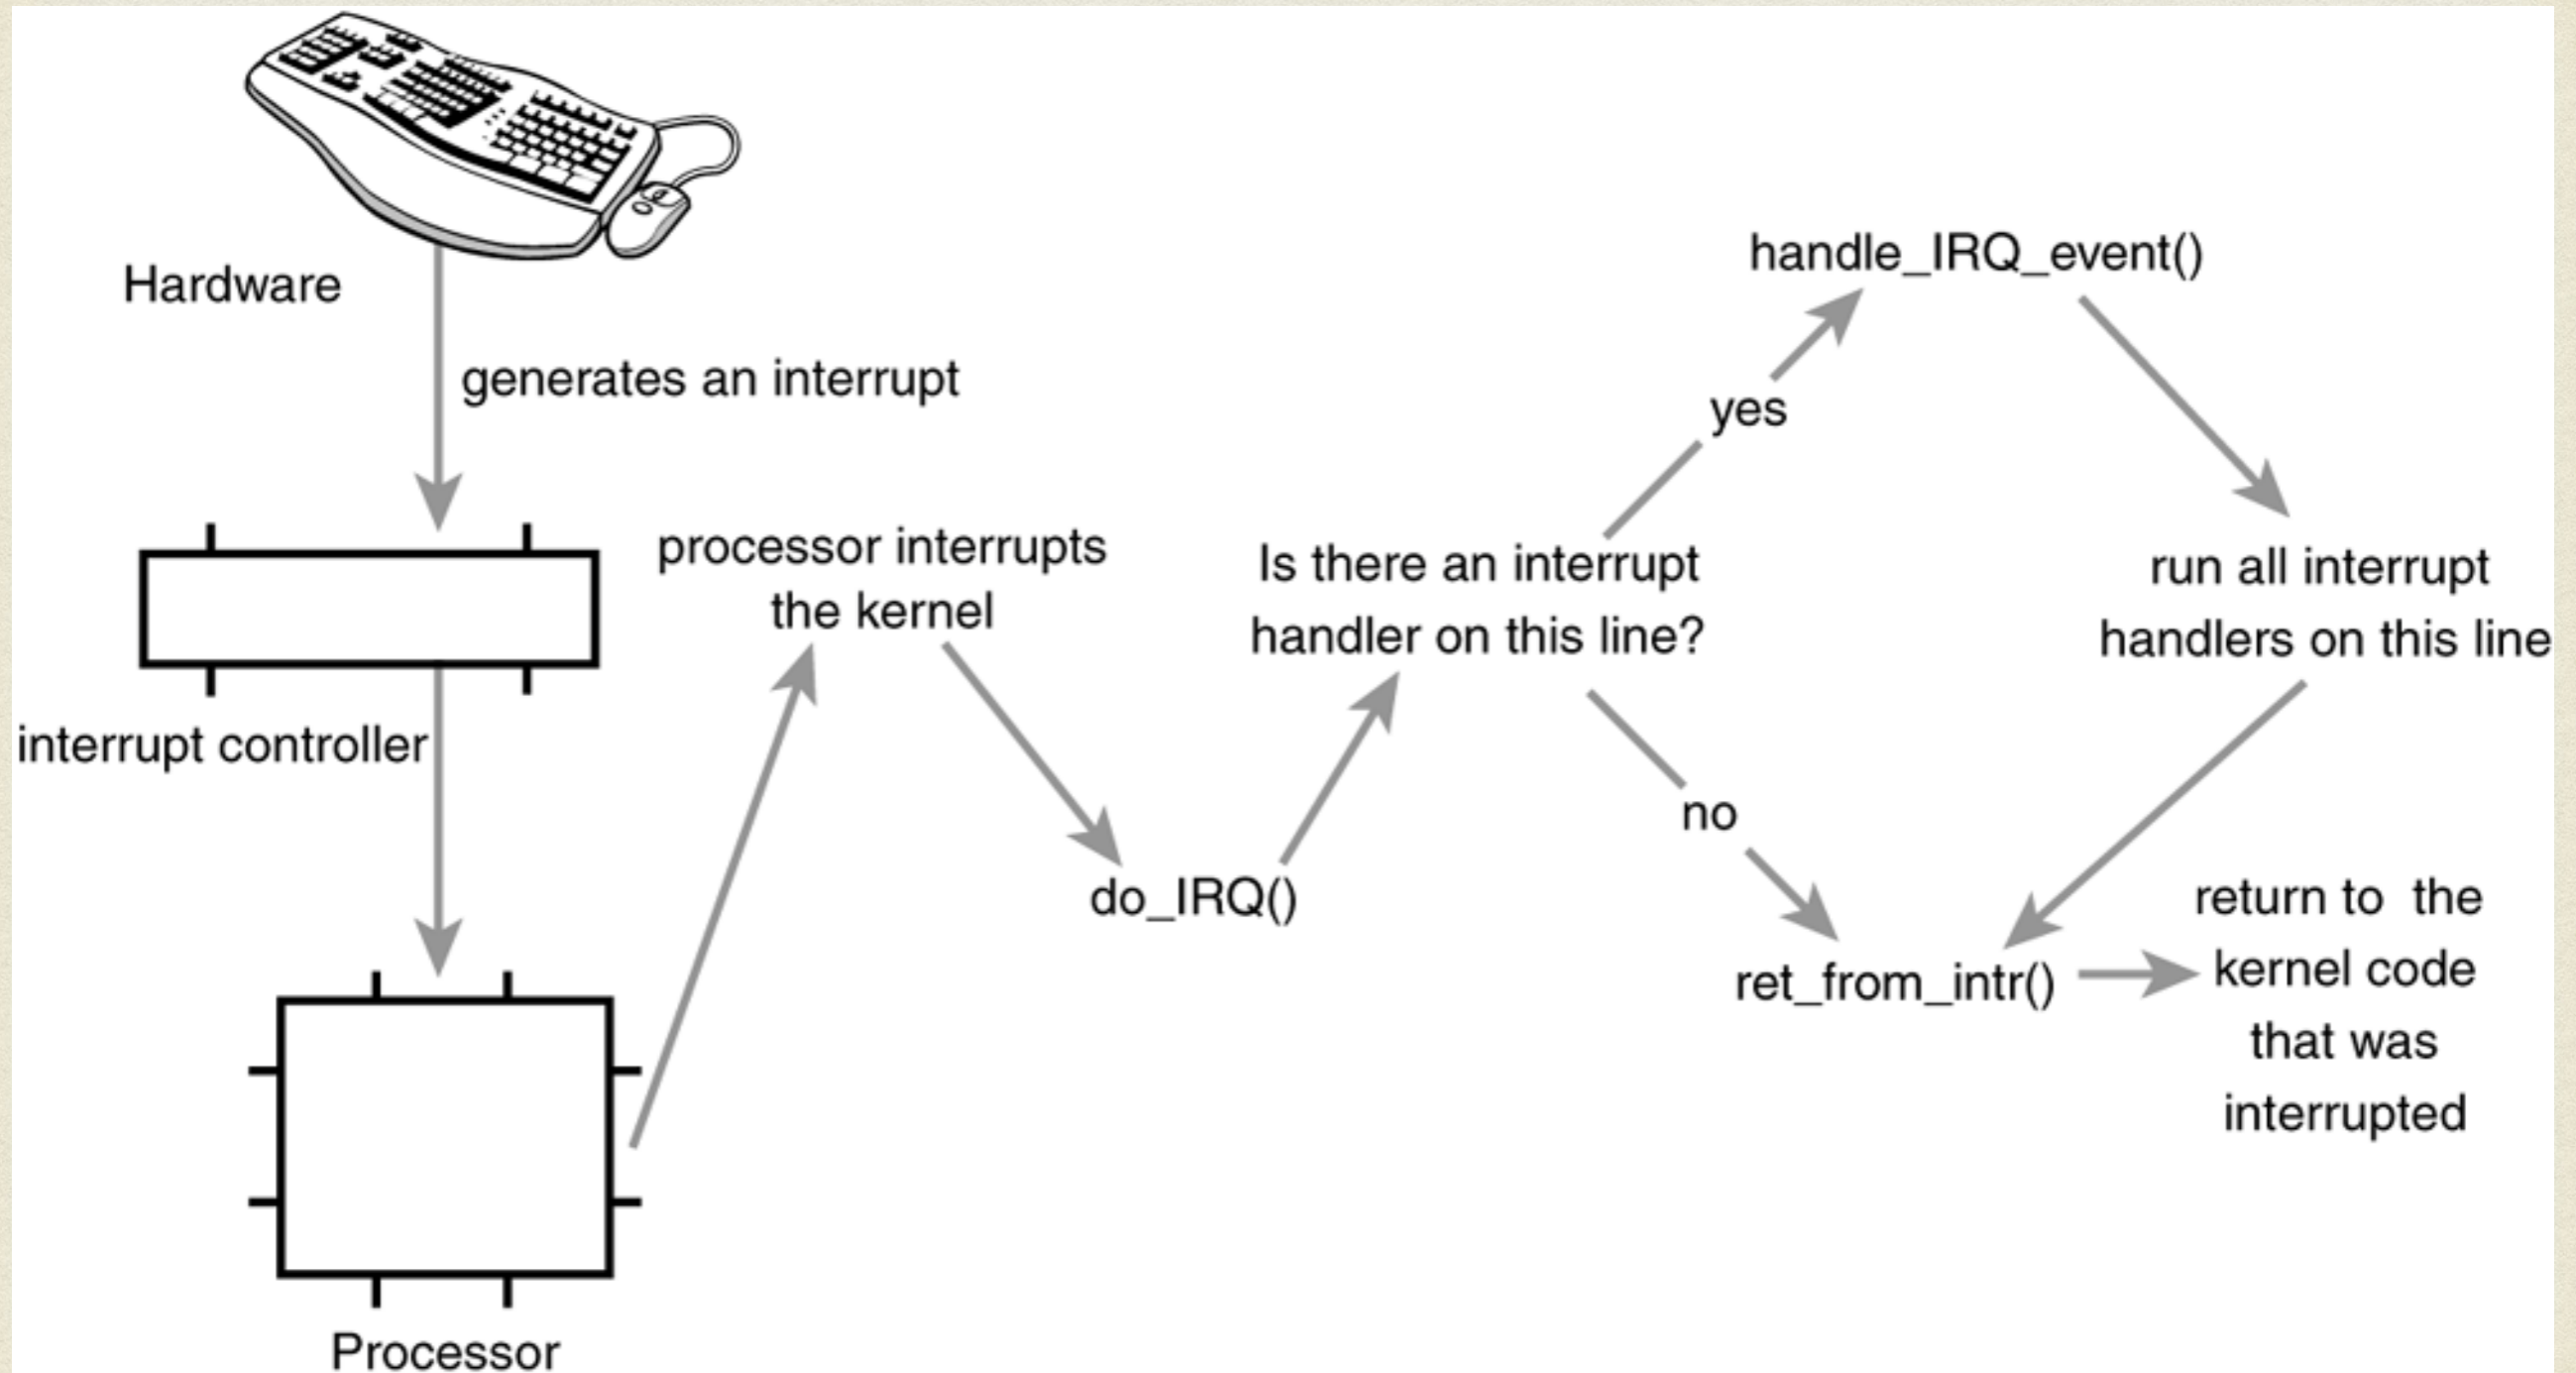 Hardware
generates an interrupt
interrupt controller
Processor
processor interrupts
the kernel
do_IRQ()
Is there an interrupt
handler on this line?
yes
handle_IRQ_event()
run all interrupt
handlers on this line
no
ret_from_intr()
return to the
kernel code
that was
interrupted